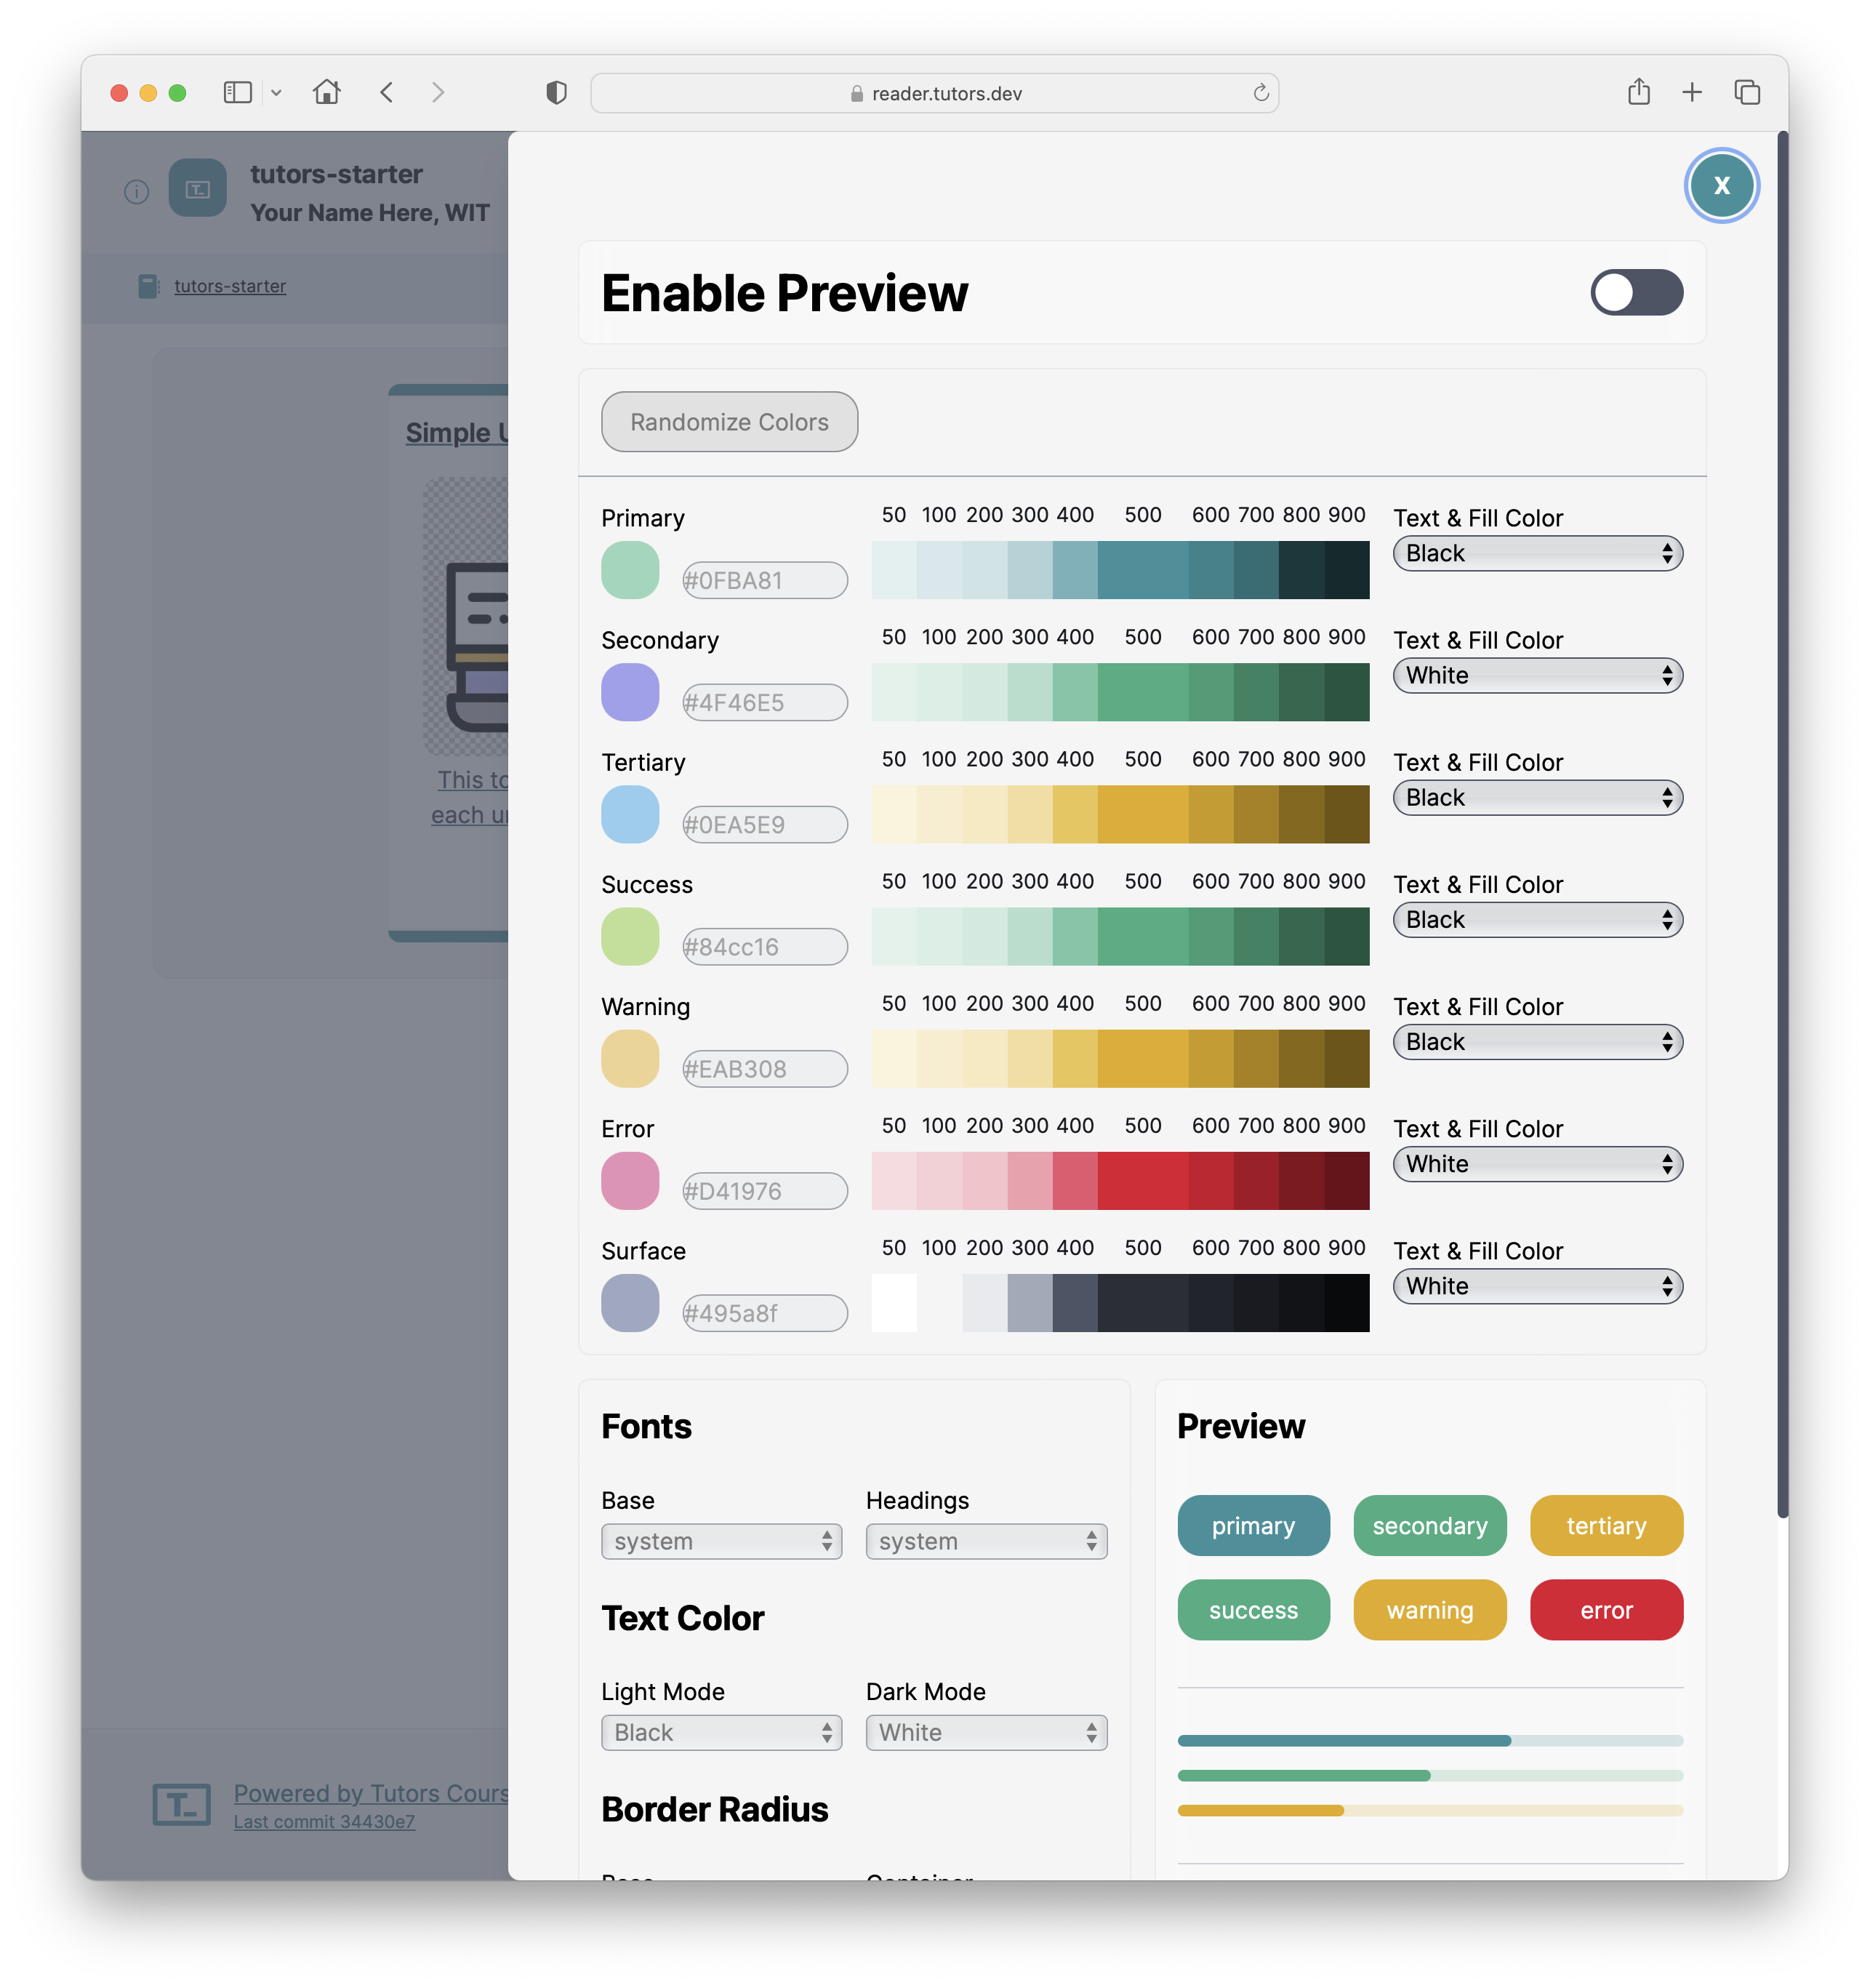 reader.tutors.dev
tutors-starter
Your Name Here, WIT
tutors-starter
Simple
This
each
Powered by Tutors
Last commit 34430e7
X
Enable Preview
Randomize Colors
Primary
50 100 200 300 400 500 600 700 800 900
Text & Fill Color
#0FBA81
Black
Secondary
50 100 200 300 400 500 600 700 800 900
Text & Fill Color
#4F46E5
White
Tertiary
50 100 200 300 400 500 600 700 800 900
Text & Fill Color
#0EA5E9
Black
Success
50 100 200 300 400 500 600 700 800 900
Text & Fill Color
#84cc16
Black
Warning
50 100 200 300 400 500 600 700 800 900
Text & Fill Color
#EAB308
Black
Error
50 100 200 300 400 500 600 700 800 900
Text & Fill Color
#D41976
White
Surface
50 100 200 300 400 500 600 700 800 900
Text & Fill Color
#495a8f
White
Fonts
Base Headings
system system
Text Color
Light Mode Dark Mode
Black White
Border Radius
Preview
primary secondary tertiary
success warning error